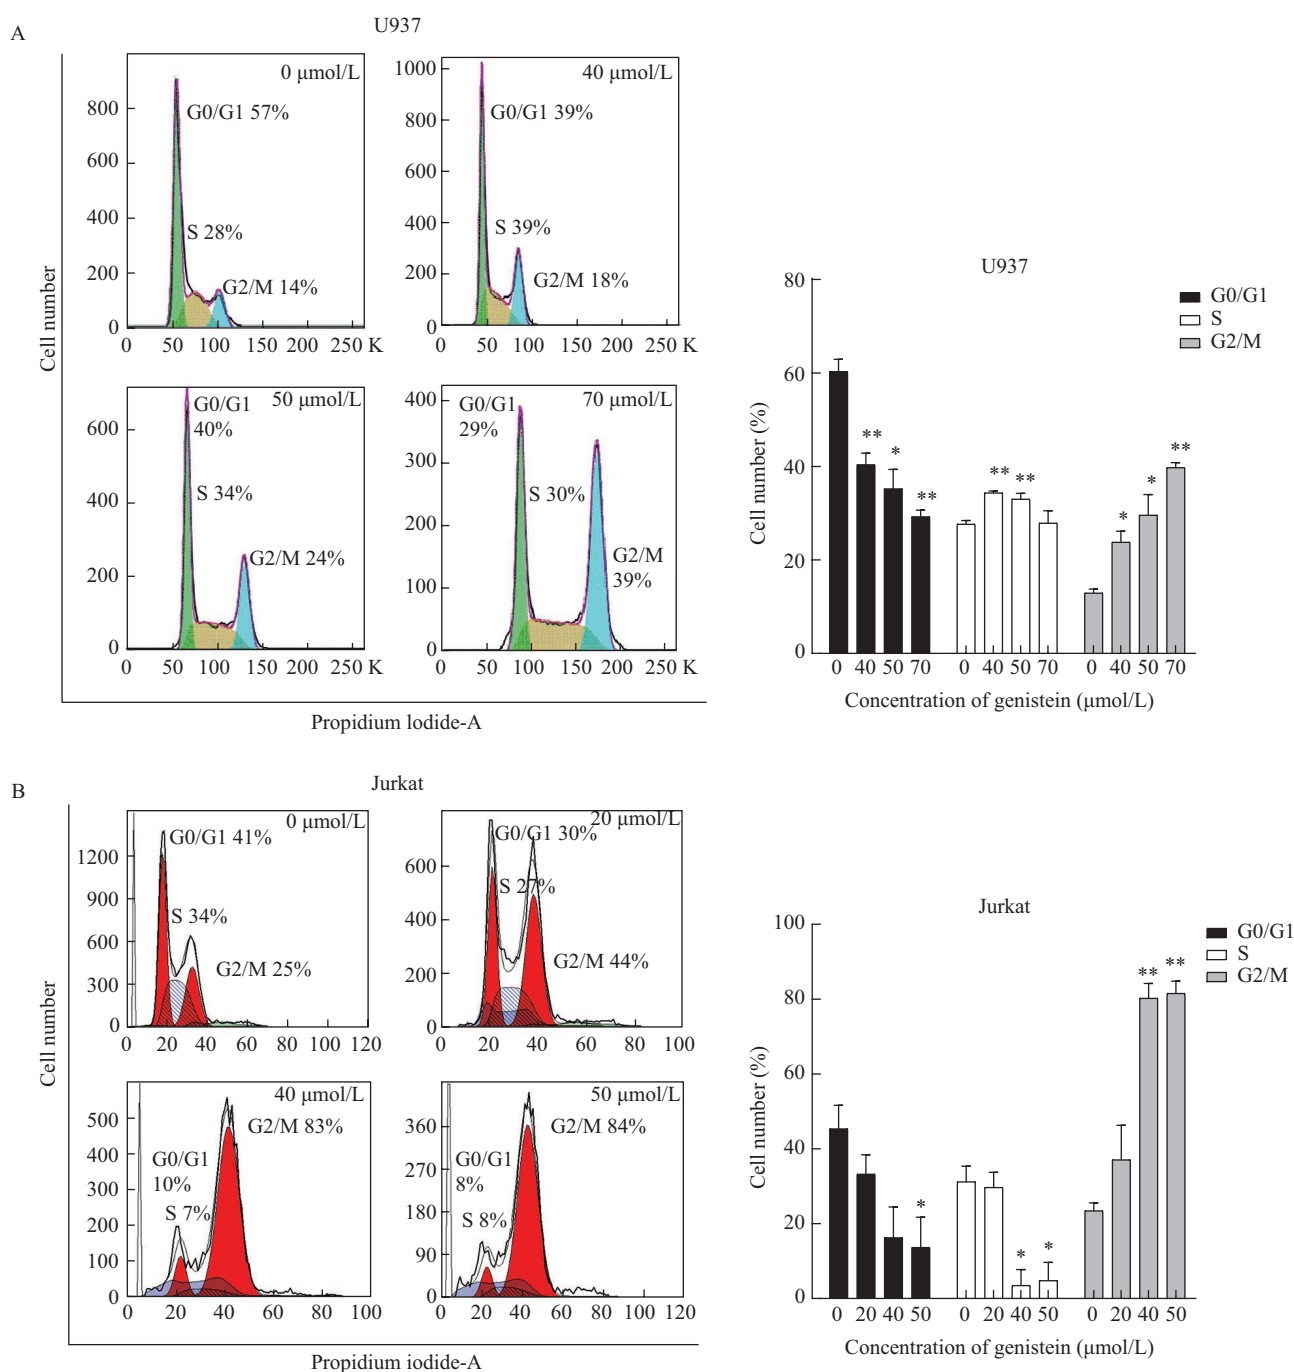 A
U937
0 μmol/L
G0/G1 57%
S 28%
G2/M 14%
800
600
400
200
0
0 50 100 150 200 250 K
40 μmol/L
G0/G1 39%
S 39%
G2/M 18%
1000
800
600
400
200
0
0 50 100 150 200 250 K
50 μmol/L
G0/G1
40%
S 34%
G2/M 24%
600
400
200
0
0 50 100 150 200 250 K
70 μmol/L
G0/G1
29%
S 30%
G2/M
39%
400
300
200
100
0
0 50 100 150 200 250 K
Cell number
Propidium lodide-A
U937
G0/G1
S
G2/M
80
60
40
20
0
Cell number (%)
** * **
** **
* * **
0 40 50 70 0 40 50 70 0 40 50 70
Concentration of genistein (μmol/L)
B
Jurkat
0 μmol/L
G0/G1 41%
S 34%
G2/M 25%
1200
900
600
300
0
0 20 40 60 80 100 120
20 μmol/L
G0/G1 30%
S 27%
G2/M 44%
600
400
200
0
0 20 40 60 80 100
40 μmol/L
G2/M 83%
G0/G1
10%
S 7%
500
400
300
200
100
0
0 20 40 60 80 100
50 μmol/L
G2/M 84%
G0/G1
8%
S 8%
360
270
180
90
0
0 20 40 60 80 100 120
Cell number
Propidium iodide-A
Jurkat
G0/G1
S
G2/M
100
80
60
40
20
0
Cell number (%)
*
* *
** **
0 20 40 50 0 20 40 50 0 20 40 50
Concentration of genistein (μmol/L)